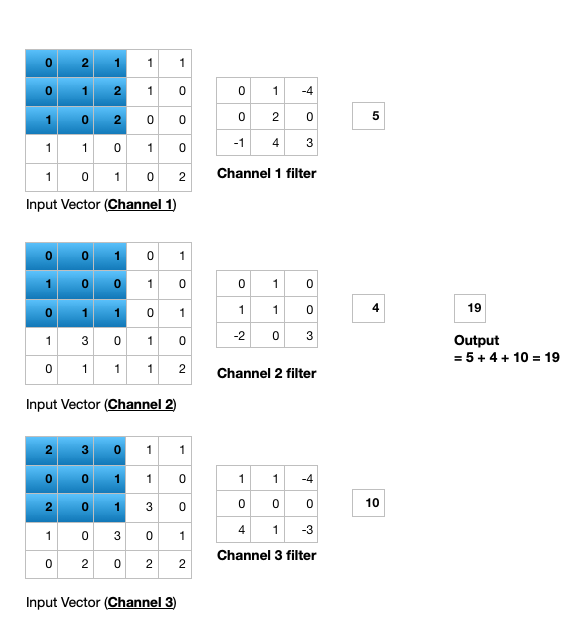 0 2 1 1 1
0 1 2 1 0
1 0 2 0 0
1 1 0 1 0
1 0 1 0 2
Input Vector (Channel 1)
0 1 -4
0 2 0
-1 4 3
Channel 1 filter
5
0 0 1 0 1
1 0 0 1 0
0 1 1 0 1
1 3 0 1 0
0 1 1 1 2
Input Vector (Channel 2)
0 1 0
1 1 0
-2 0 3
Channel 2 filter
4
19
Output
= 5 + 4 + 10 = 19
2 3 0 1 1
0 0 1 1 0
2 0 1 3 0
1 0 3 0 1
0 2 0 2 2
Input Vector (Channel 3)
1 1 -4
0 0 0
4 1 -3
Channel 3 filter
10